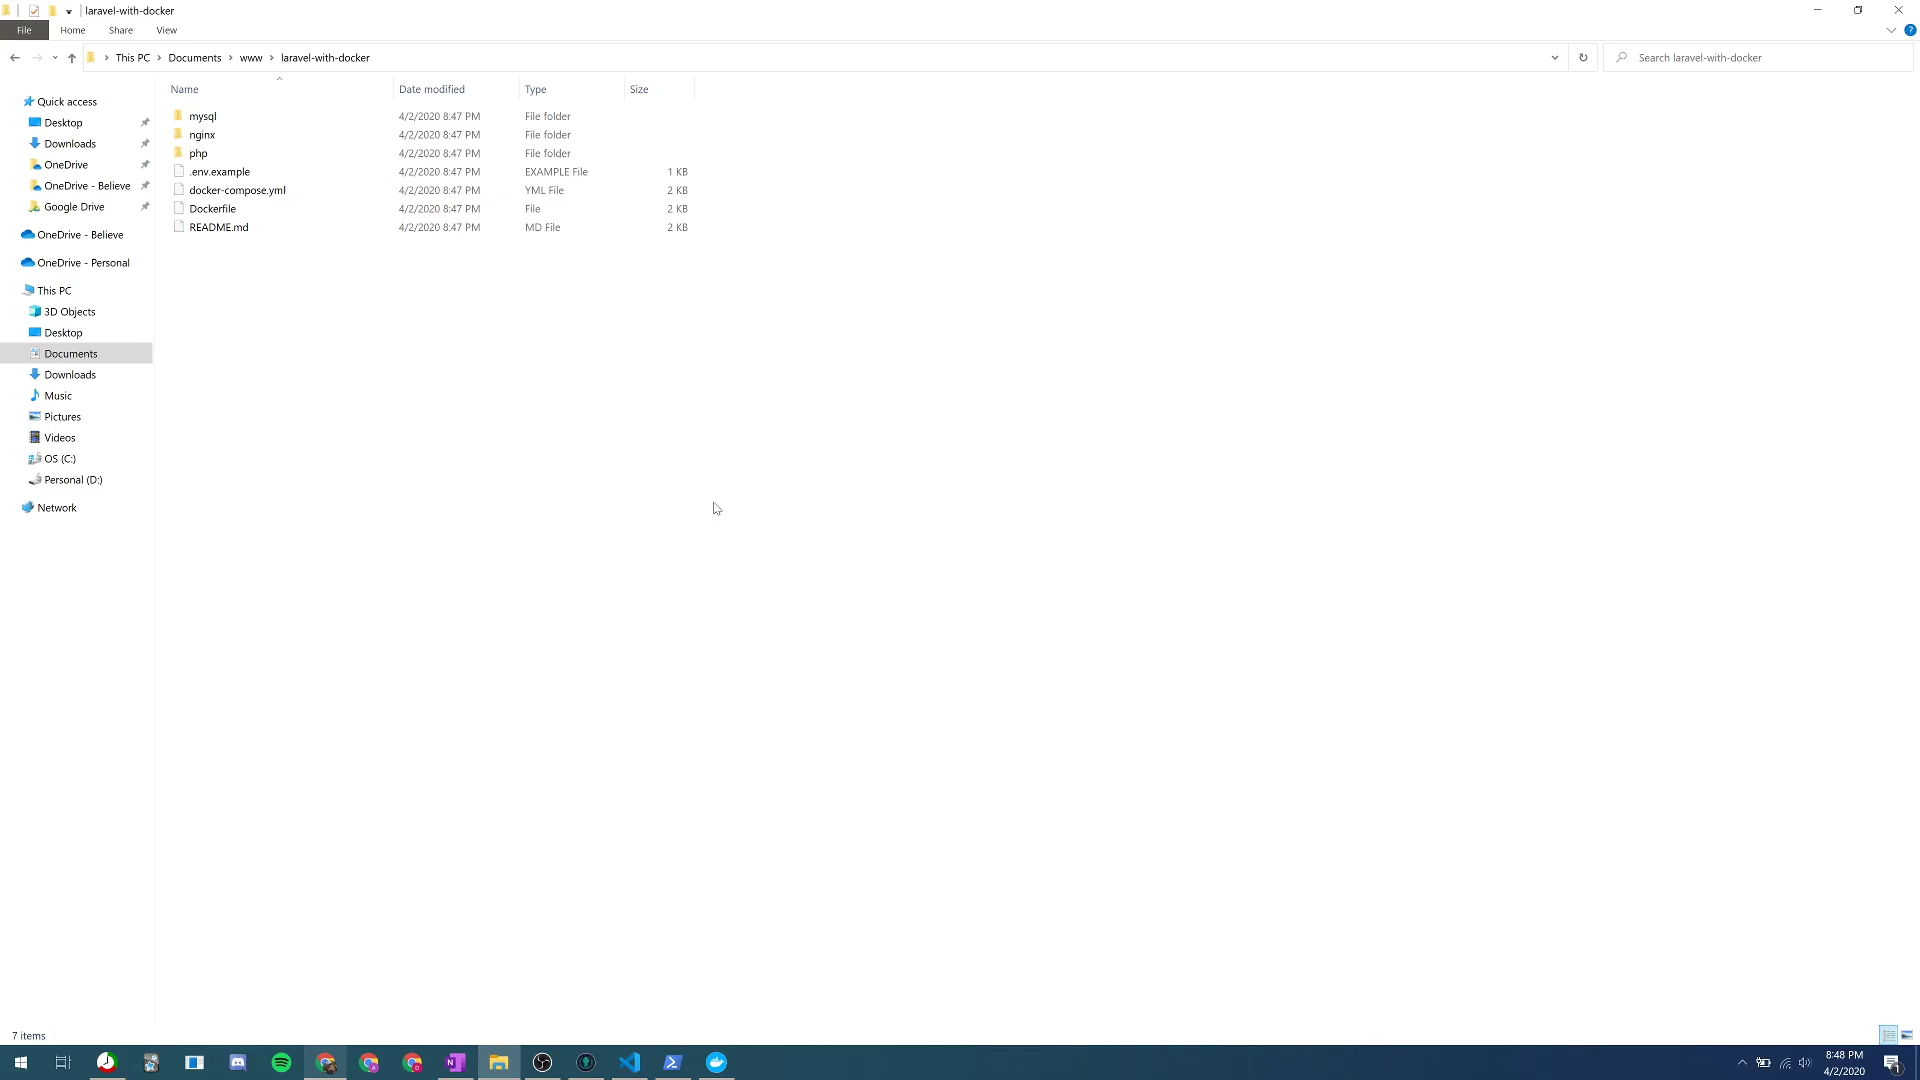 laravel-with-docker
File Home Share View
This PC Documents www laravel-with-docker
Search laravel-with-docker
Name Date modified Type Size
Quick access
Desktop
Downloads
OneDrive
OneDrive - Believe
Google Drive
OneDrive - Believe
OneDrive - Personal
This PC
3D Objects
Desktop
Documents
Downloads
Music
Pictures
Videos
OS (C:)
Personal (D:)
Network
mysql 4/2/2020 8:47 PM File folder
nginx 4/2/2020 8:47 PM File folder
php 4/2/2020 8:47 PM File folder
.env.example 4/2/2020 8:47 PM EXAMPLE File 1 KB
docker-compose.yml 4/2/2020 8:47 PM YML File 2 KB
Dockerfile 4/2/2020 8:47 PM File 2 KB
README.md 4/2/2020 8:47 PM MD File 2 KB
7 items
8:48 PM
4/2/2020
1